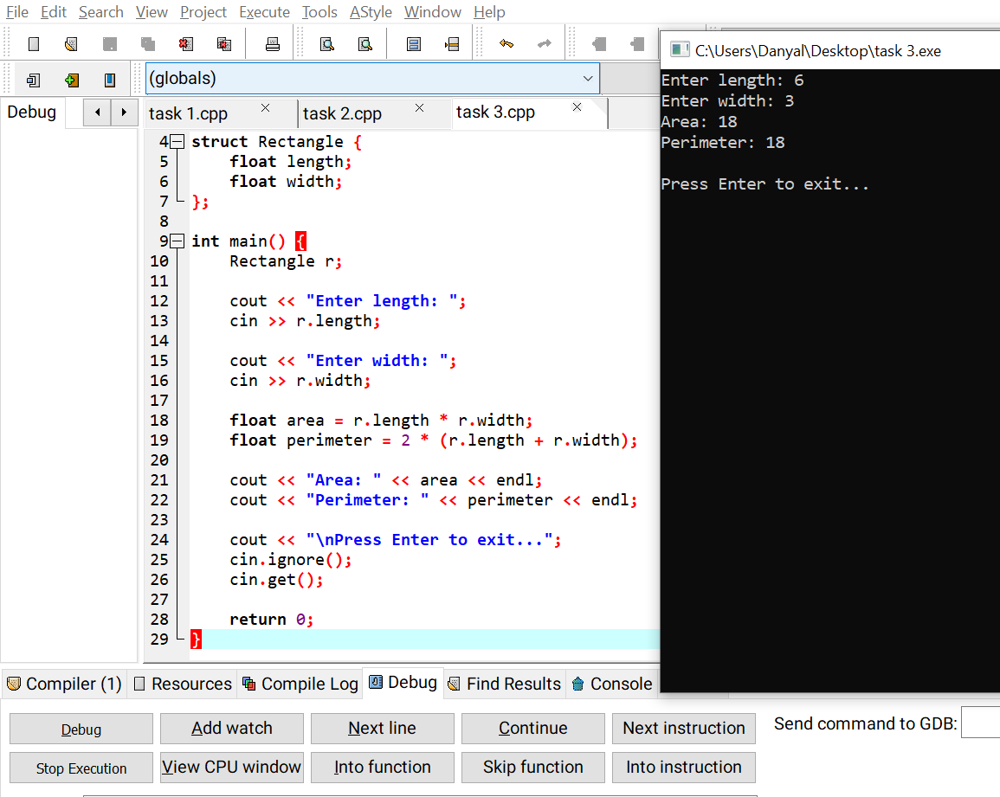 File Edit Search View Project Execute Tools AStyle Window Help
C:\Users\Danyal\Desktop\task 3.exe
(globals)
Debug
task 1.cpp
task 2.cpp
task 3.cpp
4 struct Rectangle {
5     float length;
6     float width;
7 };
8
9 int main() {
10     Rectangle r;
11
12     cout << "Enter length: ";
13     cin >> r.length;
14
15     cout << "Enter width: ";
16     cin >> r.width;
17
18     float area = r.length * r.width;
19     float perimeter = 2 * (r.length + r.width);
20
21     cout << "Area: " << area << endl;
22     cout << "Perimeter: " << perimeter << endl;
23
24     cout << "\nPress Enter to exit...";
25     cin.ignore();
26     cin.get();
27
28     return 0;
29 }
Enter length: 6
Enter width: 3
Area: 18
Perimeter: 18
Press Enter to exit...
Compiler (1) Resources Compile Log Debug Find Results Console
Debug Add watch Next line Continue Next instruction Send command to GDB:
Stop Execution View CPU window Into function Skip function Into instruction